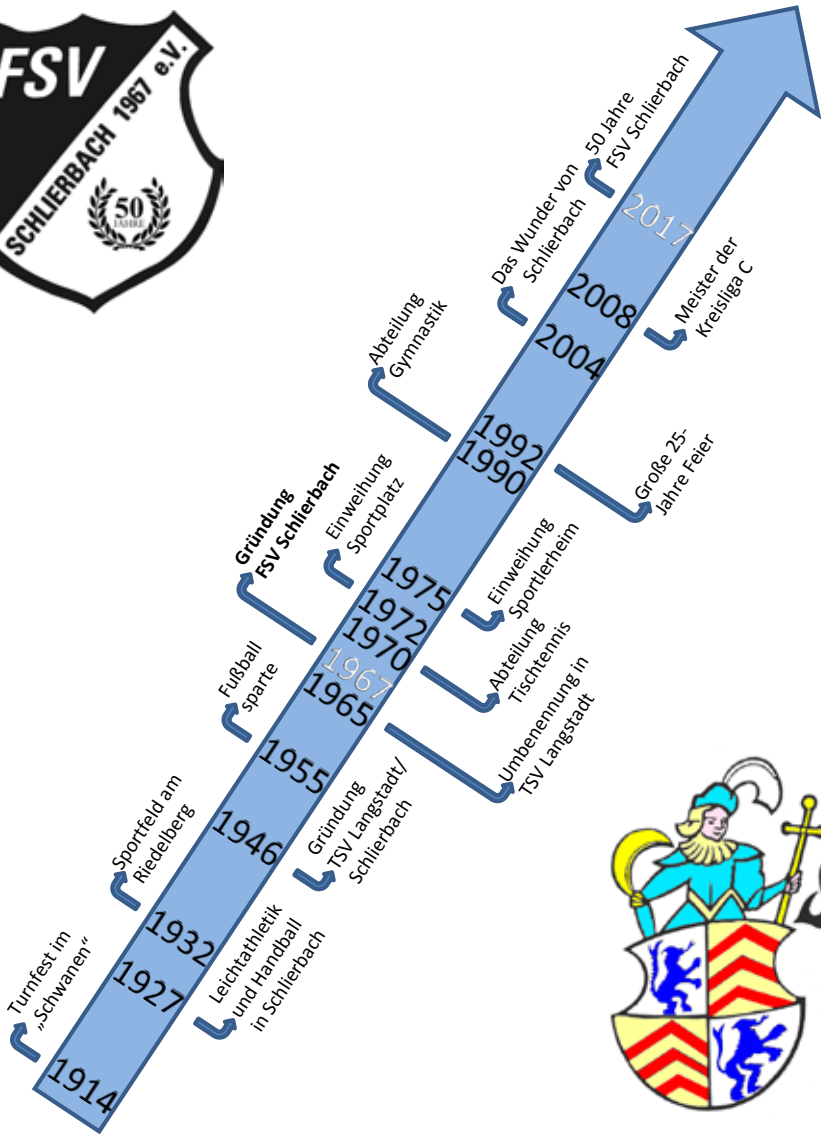 FSV
SCHLIERBACH 1967 e.V.
50
JAHRE
50 Jahre
FSV Schlierbach
2017
Das Wunder von
Schlierbach
2008
Meister der
Kreisliga C
2004
Abteilung
Gymnastik
1992
1990
Große 25-
Jahre Feier
Einweihung
Sportplatz
Gründung
FSV Schlierbach
1975
Einweihung
Sportlerheim
1972
1970
Abteilung
Tischtennis
1967
1965
Umbenennung in
TSV Langstadt
Fußball
sparte
1955
1946
Gründung
TSV Langstadt/
Schlierbach
Sportfeld am
Riedelberg
1932
1927
Leichtathletik
und Handball
in Schlierbach
Turnfest im
„Schwanen“
1914